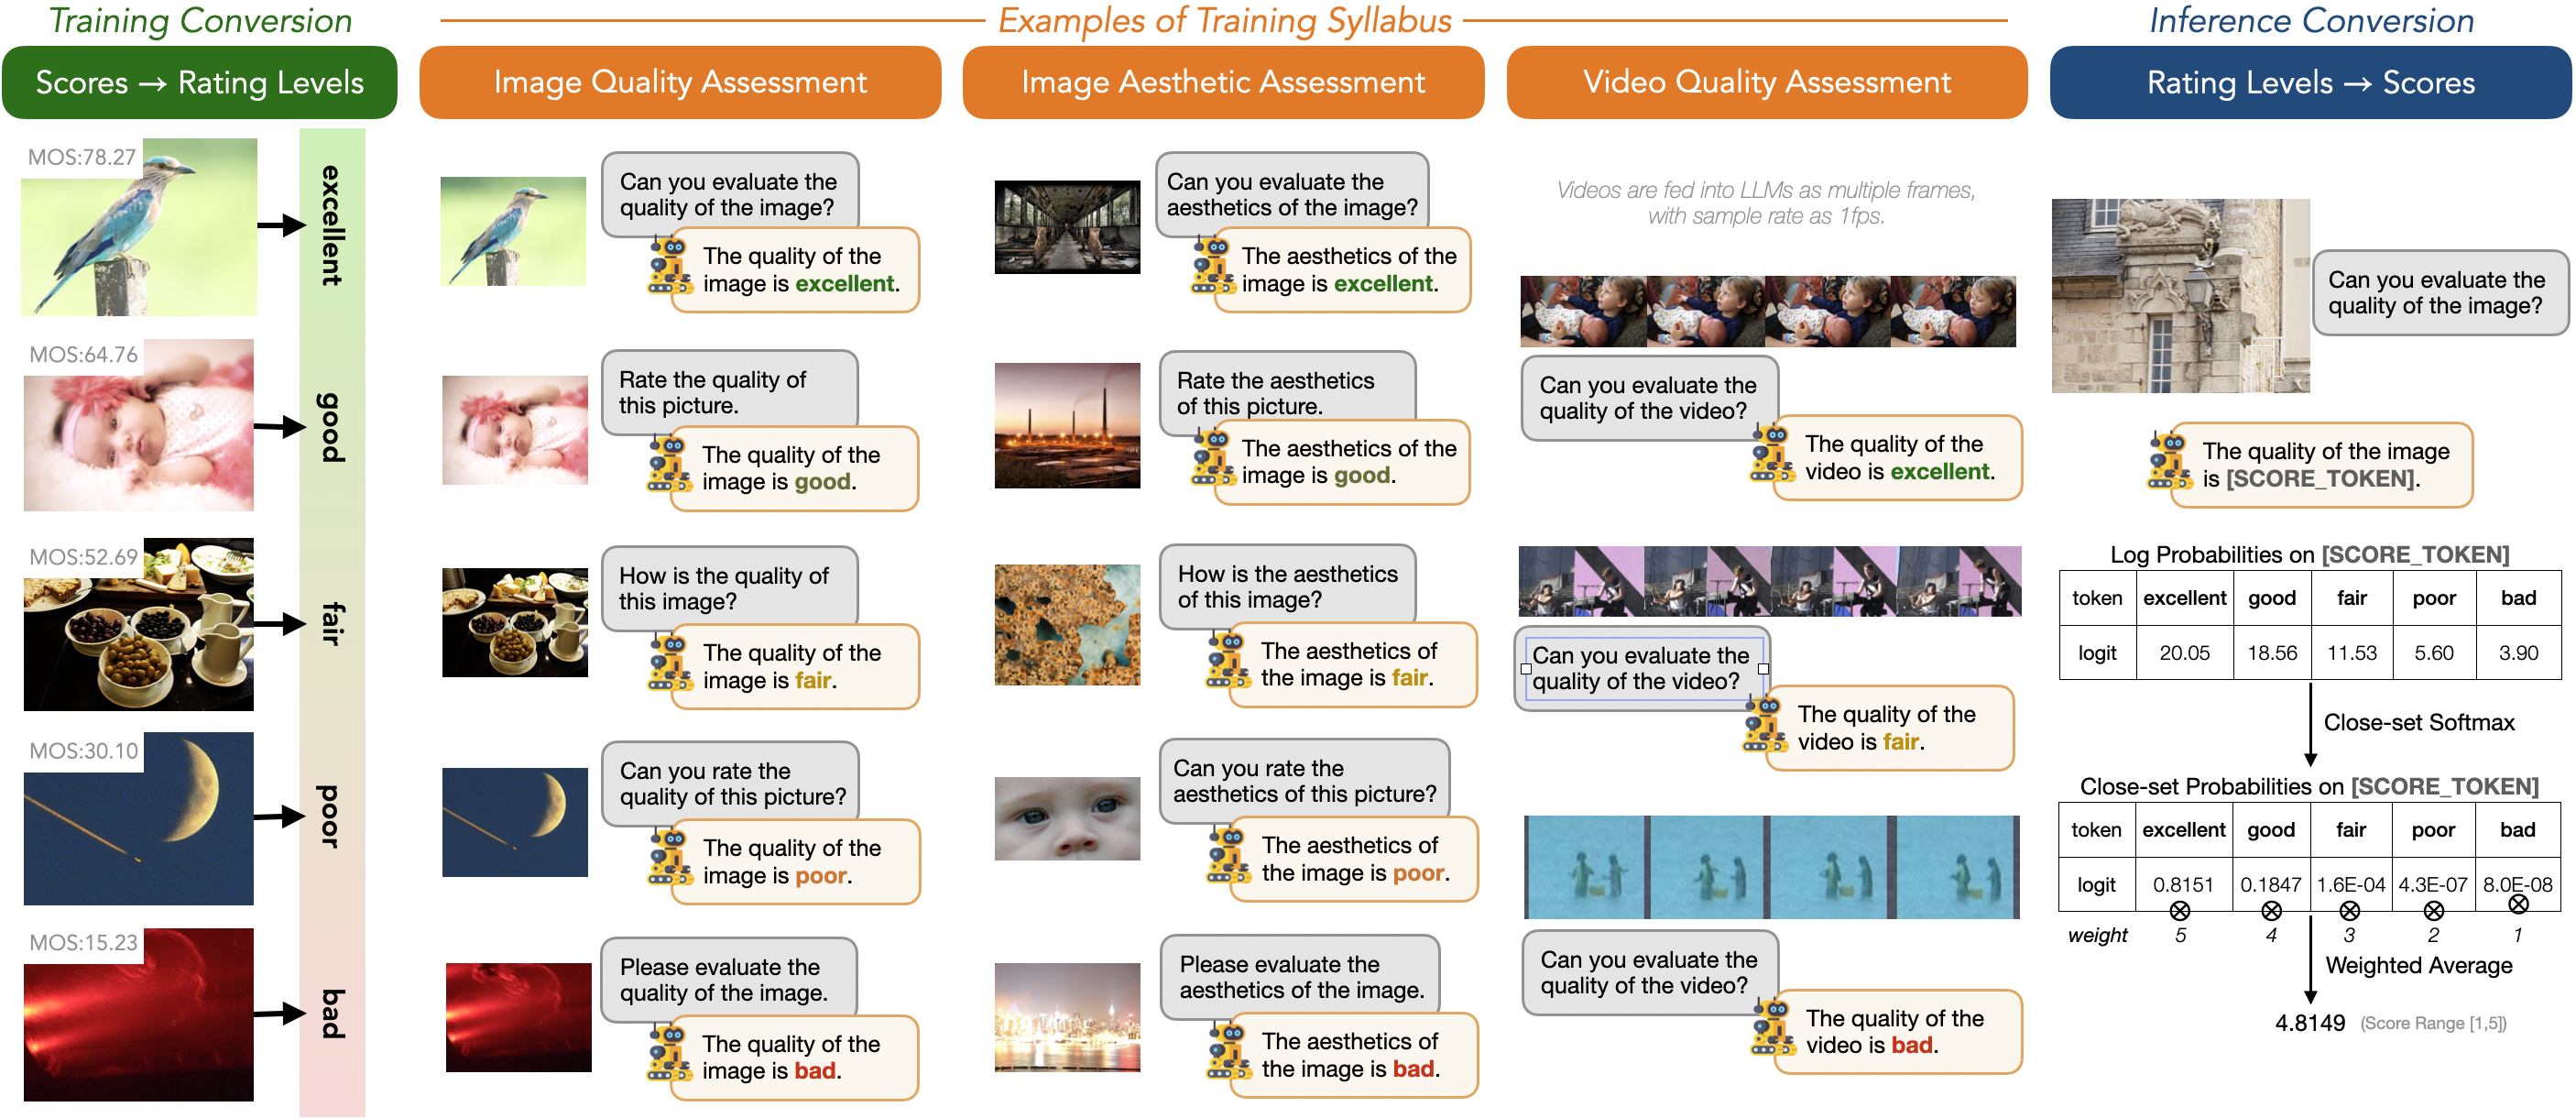 Training Conversion
Scores → Rating Levels
MOS:78.27
excellent
MOS:64.76
good
MOS:52.69
fair
MOS:30.10
poor
MOS:15.23
bad
Examples of Training Syllabus
Image Quality Assessment
Can you evaluate the
quality of the image?
The quality of the
image is excellent.
Rate the quality of
this picture.
The quality of the
image is good.
How is the quality of
this image?
The quality of the
image is fair.
Can you rate the
quality of this picture?
The quality of the
image is poor.
Please evaluate the
quality of the image.
The quality of the
image is bad.
Image Aesthetic Assessment
Can you evaluate the
aesthetics of the image?
The aesthetics of the
image is excellent.
Rate the aesthetics
of this picture.
The aesthetics of the
image is good.
How is the aesthetics
of this image?
The aesthetics of
the image is fair.
Can you rate the
aesthetics of this picture?
The aesthetics of
the image is poor.
Please evaluate the
aesthetics of the image.
The aesthetics of
the image is bad.
Video Quality Assessment
Videos are fed into LLMs as multiple frames,
with sample rate as 1fps.
Can you evaluate the
quality of the video?
The quality of the
video is excellent.
Can you evaluate the
quality of the video?
The quality of the
video is fair.
Can you evaluate the
quality of the video?
The quality of the
video is bad.
Inference Conversion
Rating Levels → Scores
Can you evaluate the
quality of the image?
The quality of the image
is [SCORE_TOKEN].
Log Probabilities on [SCORE_TOKEN]
token excellent good fair poor bad
logit 20.05 18.56 11.53 5.60 3.90
Close-set Softmax
Close-set Probabilities on [SCORE_TOKEN]
token excellent good fair poor bad
logit 0.8151 0.1847 1.6E-04 4.3E-07 8.0E-08
weight 5 4 3 2 1
Weighted Average
4.8149 (Score Range [1,5])